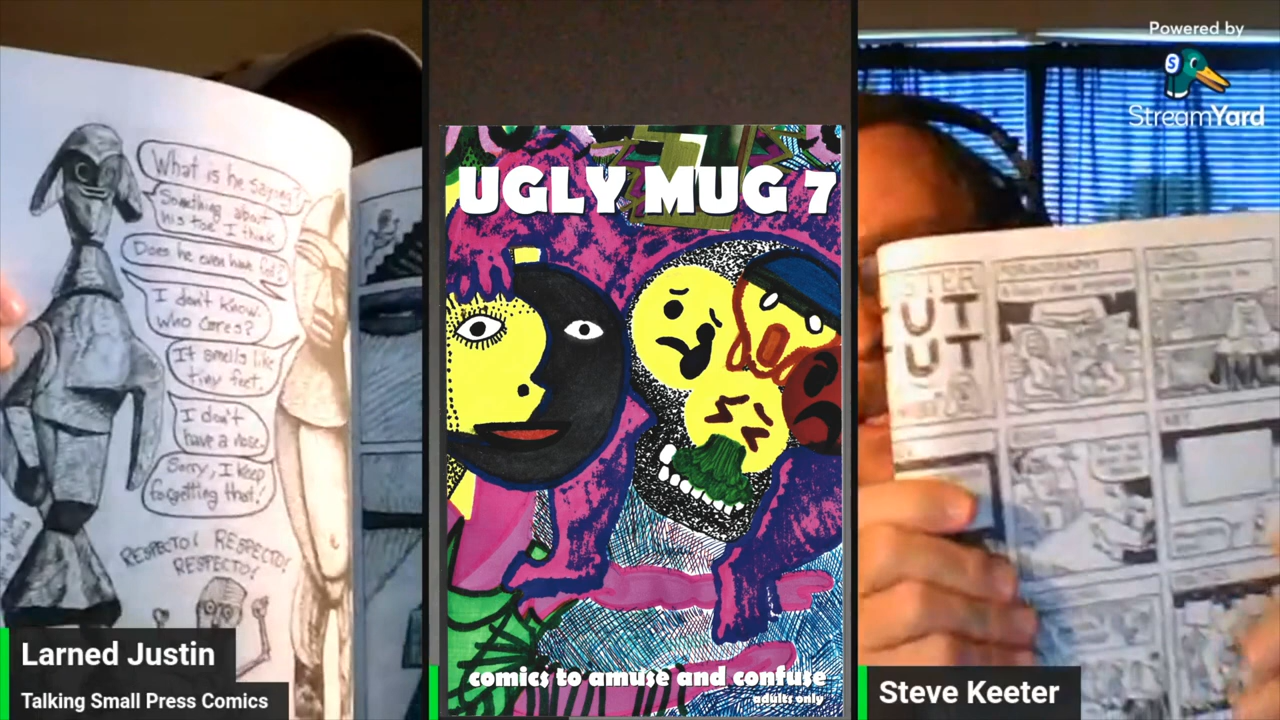 What is he saying?
Something about
his toe I think
Does he even have
I don't know.
Who cares?
It smells like
tiny feet.
I don't
have a nose.
Sorry, I keep
forgetting that!
RESPECTO! RESPECTO!
RESPECTO!
Larned Justin
Talking Small Press Comics
UGLY MUG 7
comics to amuse and confuse
adults only
Powered by
S
StreamYard
UT
UT
Steve Keeter